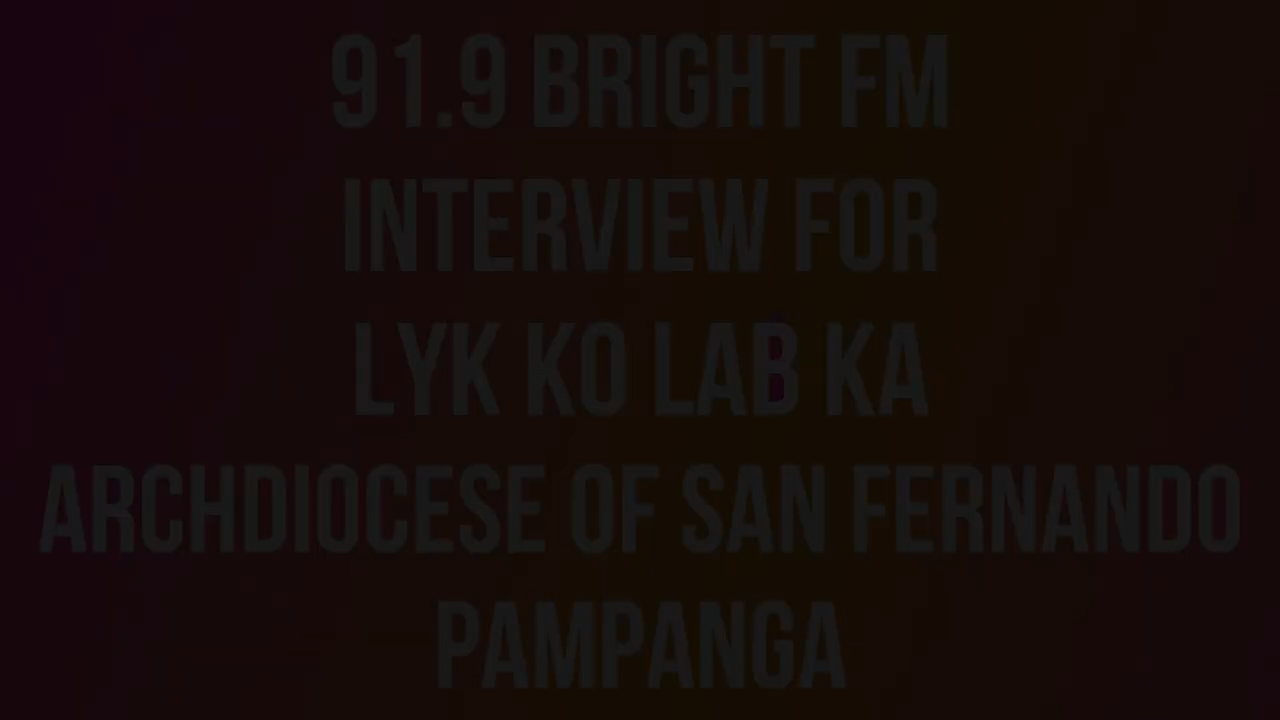 91.9 BRIGHT FM
INTERVIEW FOR
LYK KO LAB KA
ARCHDIOCESE OF SAN FERNANDO
PAMPANGA